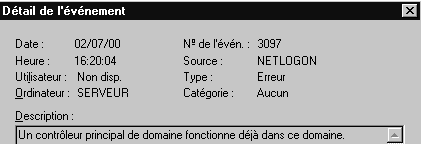 Détail de l'événement
Date : 02/07/00 Nº de l'évén. : 3097
Heure : 16:20:04 Source : NETLOGON
Utilisateur : Non disp. Type : Erreur
Ordinateur : SERVEUR Catégorie : Aucun
Description :
Un contrôleur principal de domaine fonctionne déjà dans ce domaine.